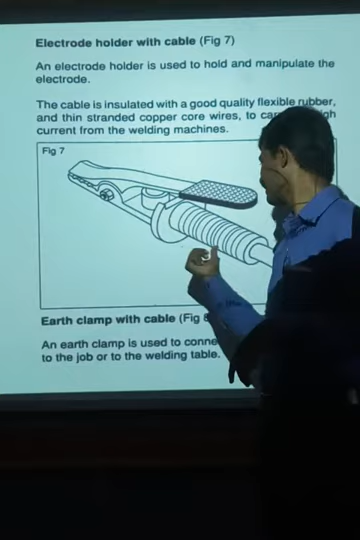 Electrode holder with cable (Fig 7)
An electrode holder is used to hold and manipulate the
electrode.
The cable is insulated with a good quality flexible rubber,
and thin stranded copper core wires, to
current from the welding machines.
Fig 7
Earth clamp with cable (Fig
An earth clamp is used to
to the job or to the welding table.